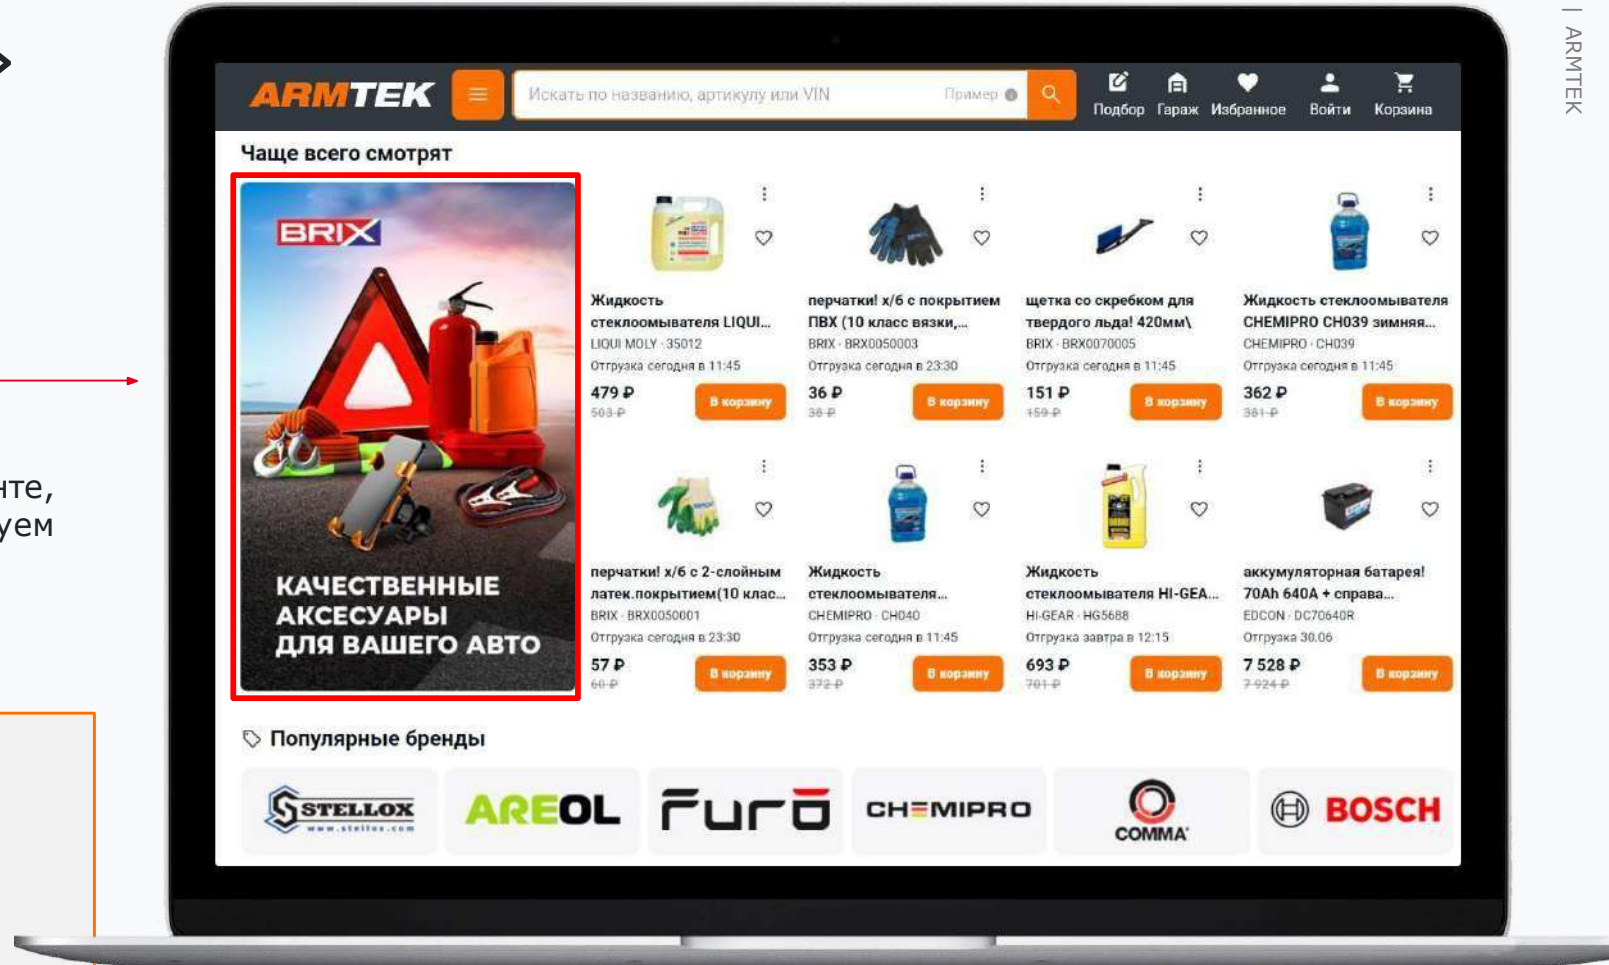 »
| ARMTEK
нте,
уем
ARMTEK
Искать по названию, артикулу или VIN
Пример
Подбор
Гараж
Избранное
Войти
Корзина
Чаще всего смотрят
BRIX
КАЧЕСТВЕННЫЕ
АКСЕСУАРЫ
ДЛЯ ВАШЕГО АВТО
Жидкость
стеклоомывателя LIQUI...
LIQUI MOLY · 35012
Отгрузка сегодня в 11:45
479 ₽
503 ₽
В корзину
перчатки! х/б с покрытием
ПВХ (10 класс вязки,...
BRIX · BRX0050003
Отгрузка сегодня в 23:30
36 ₽
38 ₽
В корзину
щетка со скребком для
твердого льда! 420мм\
BRIX · BRX0070005
Отгрузка сегодня в 11:45
151 ₽
159 ₽
В корзину
Жидкость стеклоомывателя
CHEMIPRO CH039 зимняя...
CHEMIPRO · CH039
Отгрузка сегодня в 11:45
362 ₽
381 ₽
В корзину
перчатки! х/б с 2-слойным
латек.покрытием(10 клас...
BRIX · BRX0050001
Отгрузка сегодня в 23:30
57 ₽
60 ₽
В корзину
Жидкость
стеклоомывателя...
CHEMIPRO · CH040
Отгрузка сегодня в 11:45
353 ₽
372 ₽
В корзину
Жидкость
стеклоомывателя HI-GEA...
HI-GEAR · HG5688
Отгрузка завтра в 12:15
693 ₽
701 ₽
В корзину
аккумуляторная батарея!
70Ah 640A + справа...
EDCON · DC70640R
Отгрузка 30.06
7 528 ₽
7 924 ₽
В корзину
Популярные бренды
STELLOX
www.stellox.com
AREOL
Furō
CHEMIPRO
COMMA
BOSCH